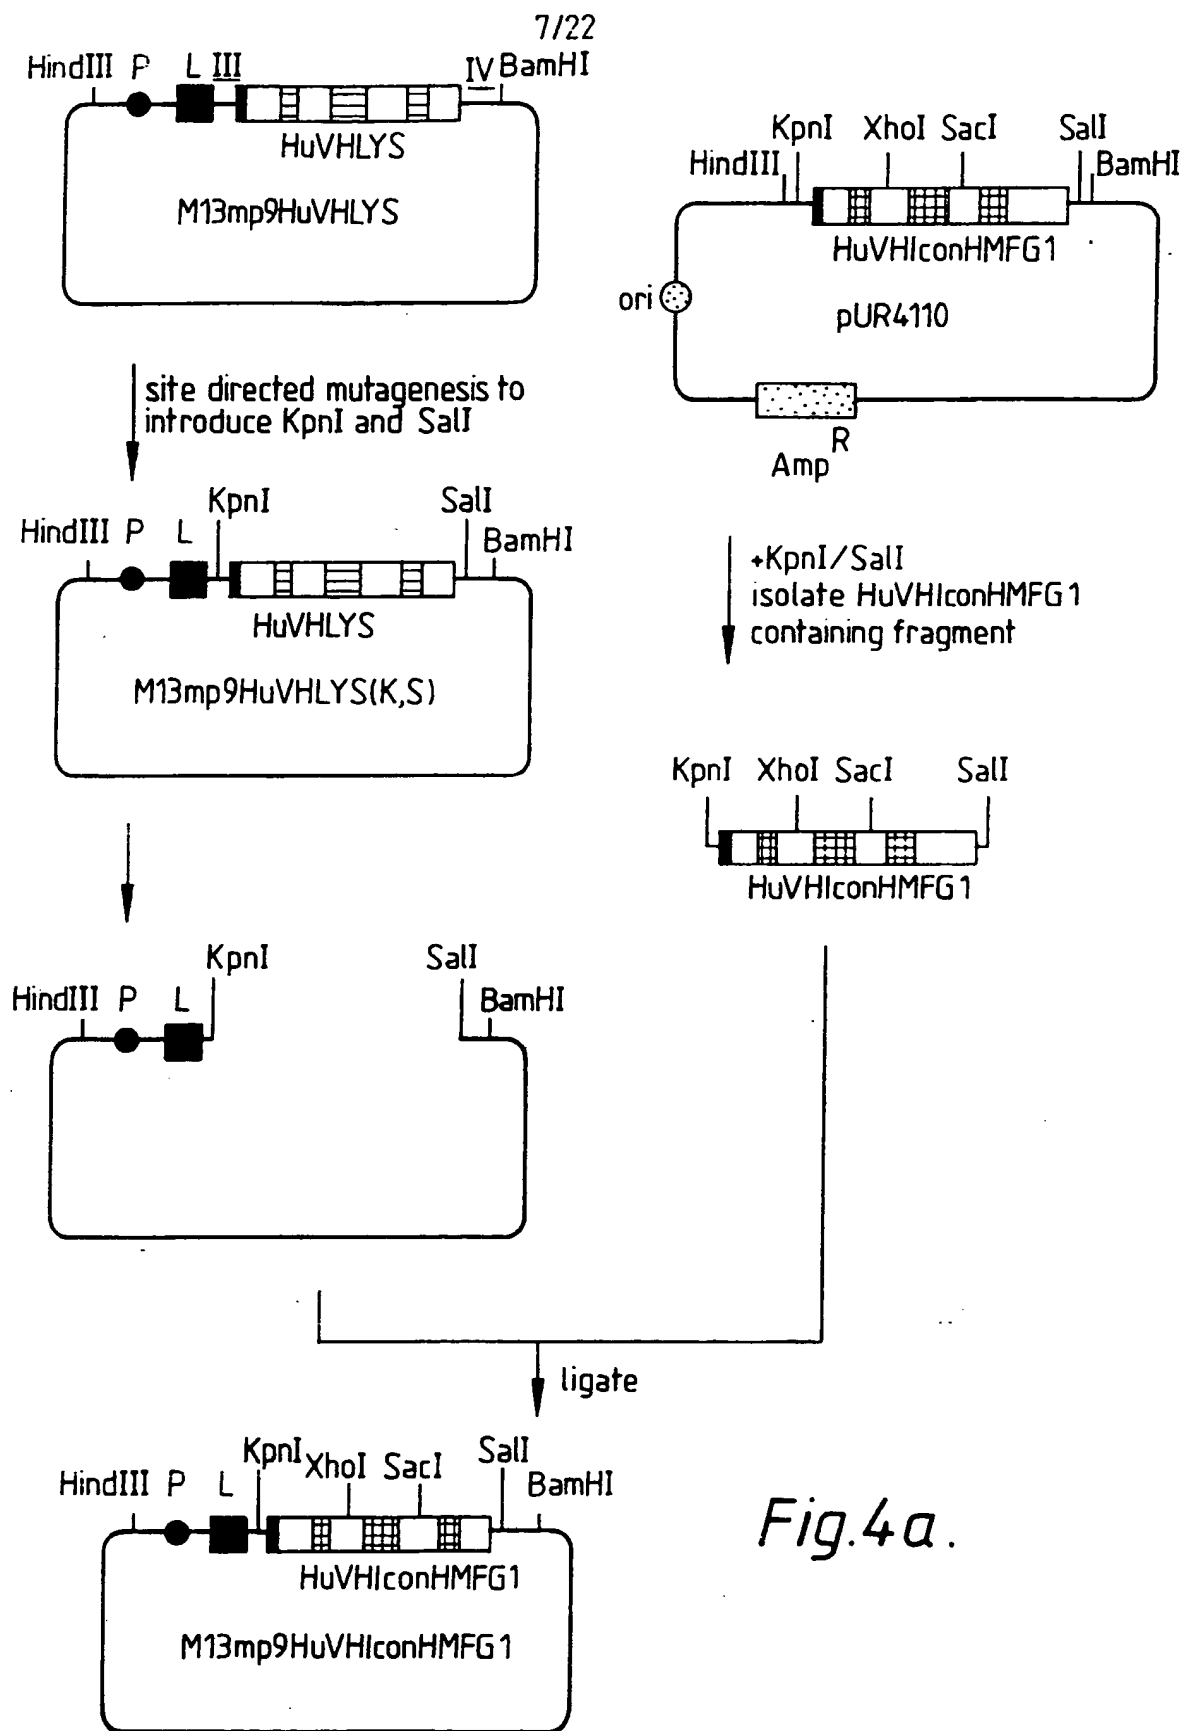 7/22
HindIII P L III IV BamHI
HuVHLYS
M13mp9HuVHLYS
KpnI XhoI SacI SalI
HindIII BamHI
HuVHIconHMFG1
ori
pUR4110
Amp R
site directed mutagenesis to
introduce KpnI and SalI
KpnI SalI
HindIII P L BamHI
HuVHLYS
M13mp9HuVHLYS(K,S)
+KpnI/SalI
isolate HuVHIconHMFG1
containing fragment
KpnI XhoI SacI SalI
HuVHIconHMFG1
KpnI SalI
HindIII P L BamHI
ligate
KpnI XhoI SacI SalI
HindIII P L BamHI
HuVHIconHMFG1
M13mp9HuVHIconHMFG1
Fig.4a.